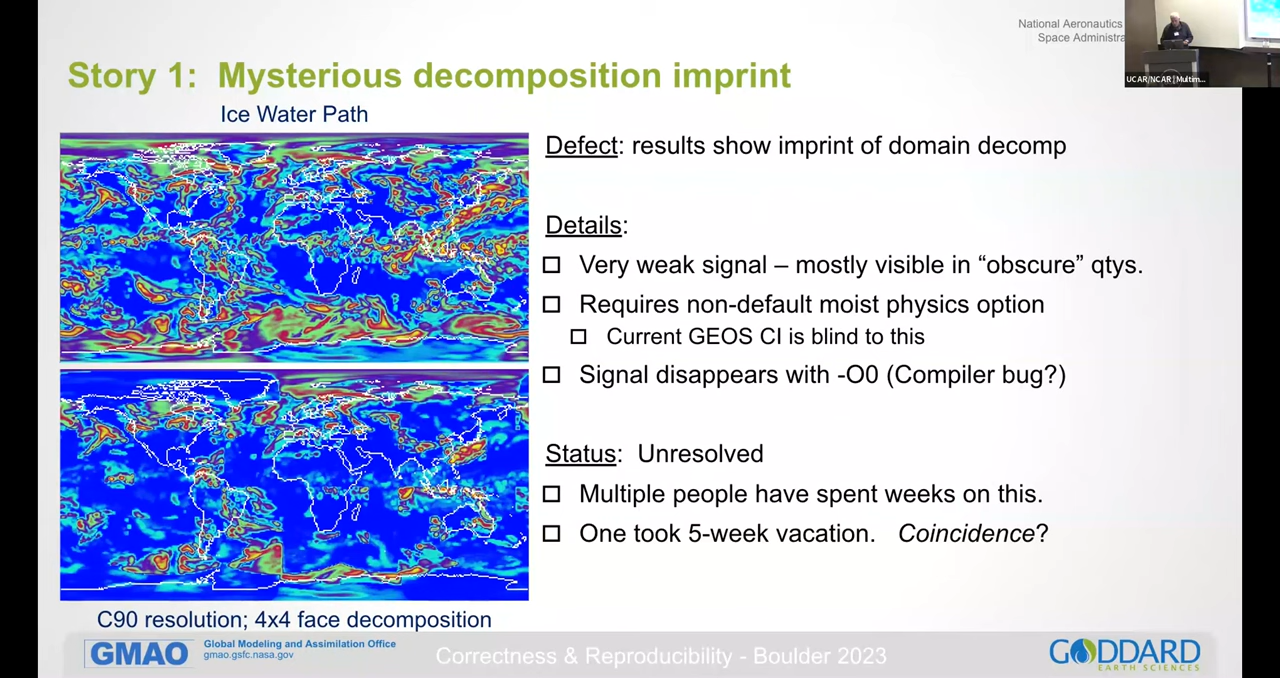 National Aeronautics
Space Administra
UCAR/NCAR | Multim...
Story 1: Mysterious decomposition imprint
Ice Water Path
Defect: results show imprint of domain decomp
Details:
Very weak signal – mostly visible in “obscure” qtys.
Requires non-default moist physics option
Current GEOS CI is blind to this
Signal disappears with -O0 (Compiler bug?)
Status: Unresolved
Multiple people have spent weeks on this.
One took 5-week vacation. Coincidence?
C90 resolution; 4x4 face decomposition
GMAO
Global Modeling and Assimilation Office
gmao.gsfc.nasa.gov
Correctness & Reproducibility - Boulder 2023
GODDARD
EARTH SCIENCES